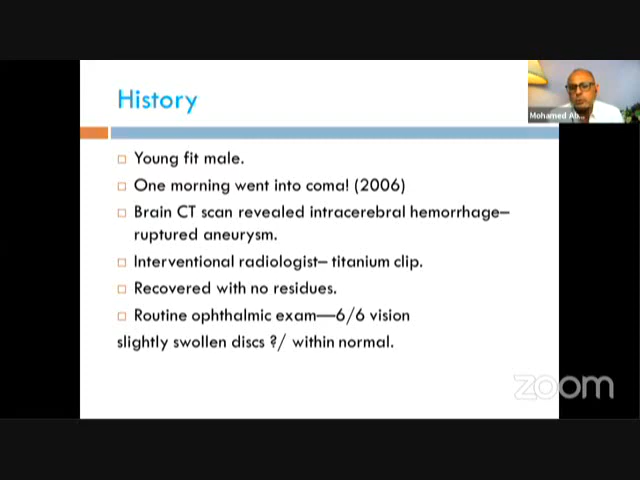 History
Mohamed Ab...
Young fit male.
One morning went into coma! (2006)
Brain CT scan revealed intracerebral hemorrhage–
ruptured aneurysm.
Interventional radiologist– titanium clip.
Recovered with no residues.
Routine ophthalmic exam—6/6 vision
slightly swollen discs ?/ within normal.
zoom